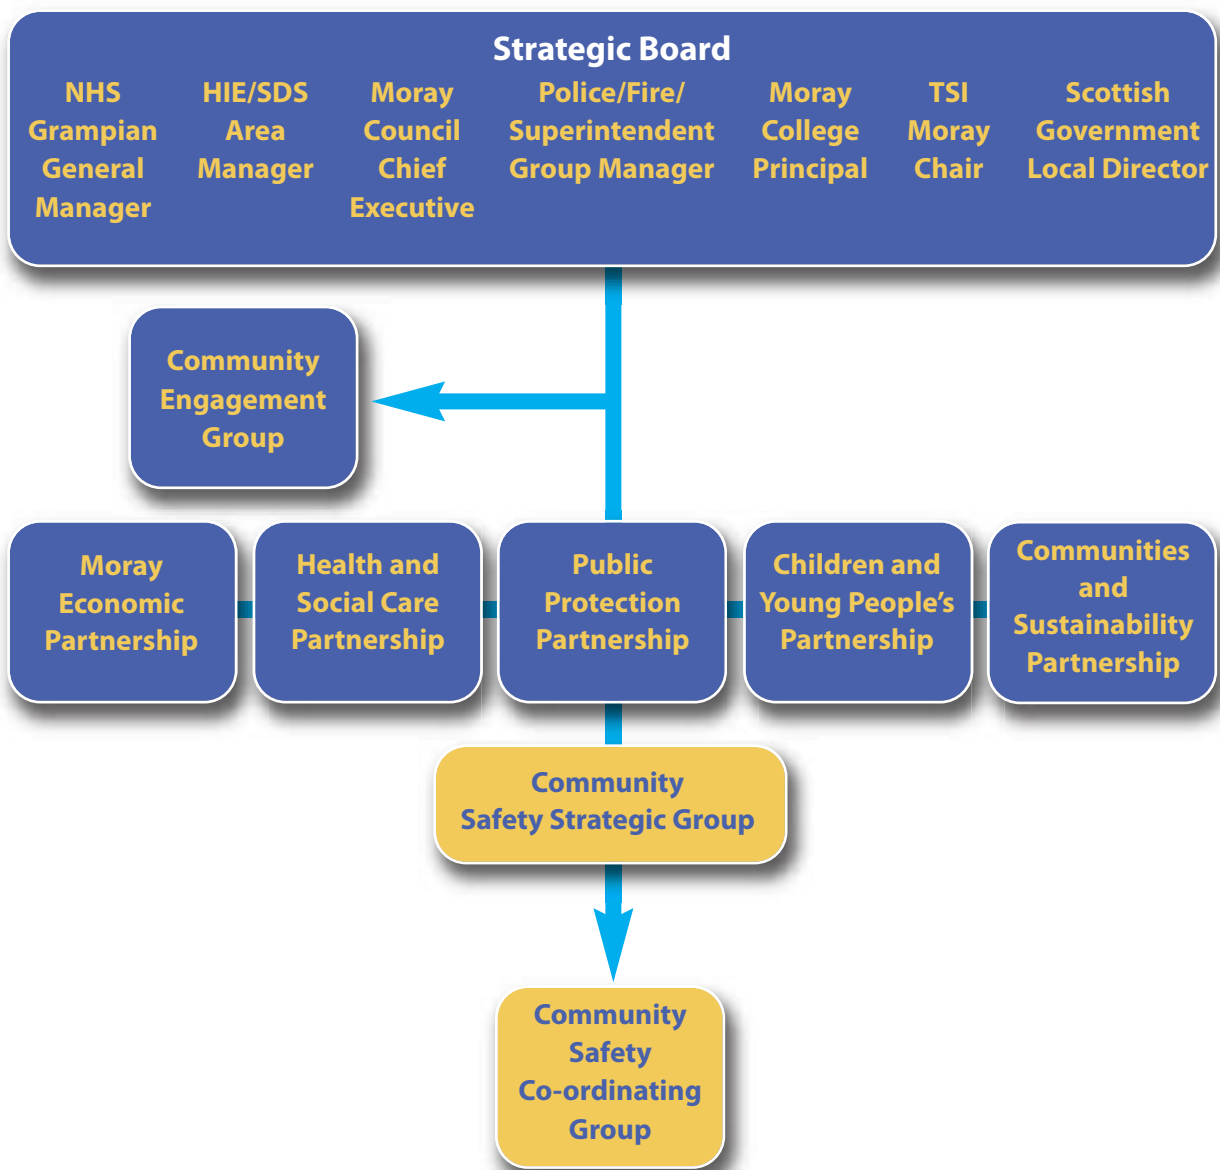 Strategic Board
NHS
Grampian
General
Manager
HIE/SDS
Area
Manager
Moray
Council
Chief
Executive
Police/Fire/
Superintendent
Group Manager
Moray
College
Principal
TSI
Moray
Chair
Scottish
Government
Local Director
Community
Engagement
Group
Moray
Economic
Partnership
Health and
Social Care
Partnership
Public
Protection
Partnership
Children and
Young People’s
Partnership
Communities
and
Sustainability
Partnership
Community
Safety Strategic Group
Community
Safety
Co-ordinating
Group